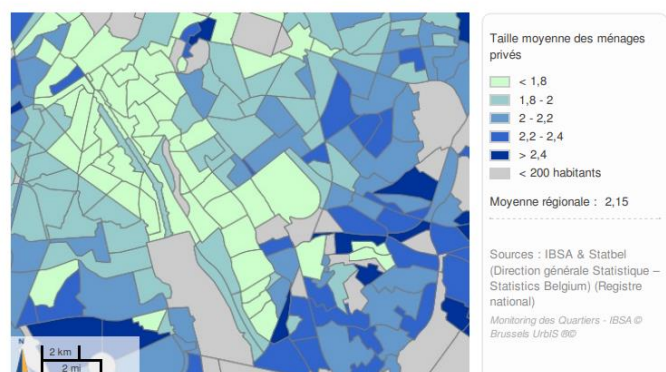 Taille moyenne des ménages
privés
< 1,8
1,8 - 2
2 - 2,2
2,2 - 2,4
> 2,4
< 200 habitants
Moyenne régionale : 2,15
Sources : IBSA & Statbel
(Direction générale Statistique –
Statistics Belgium) (Registre
national)
Monitoring des Quartiers - IBSA ©
Brussels UrbIS ®©
N
2 km
2 mi